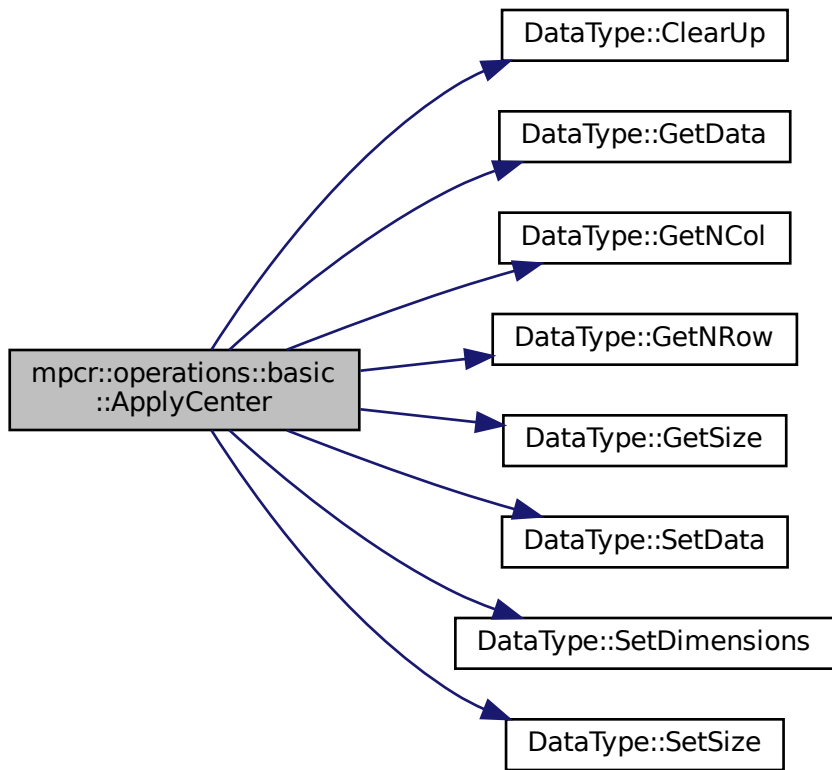 mpcr::operations::basic
::ApplyCenter
DataType::ClearUp
DataType::GetData
DataType::GetNCol
DataType::GetNRow
DataType::GetSize
DataType::SetData
DataType::SetDimensions
DataType::SetSize